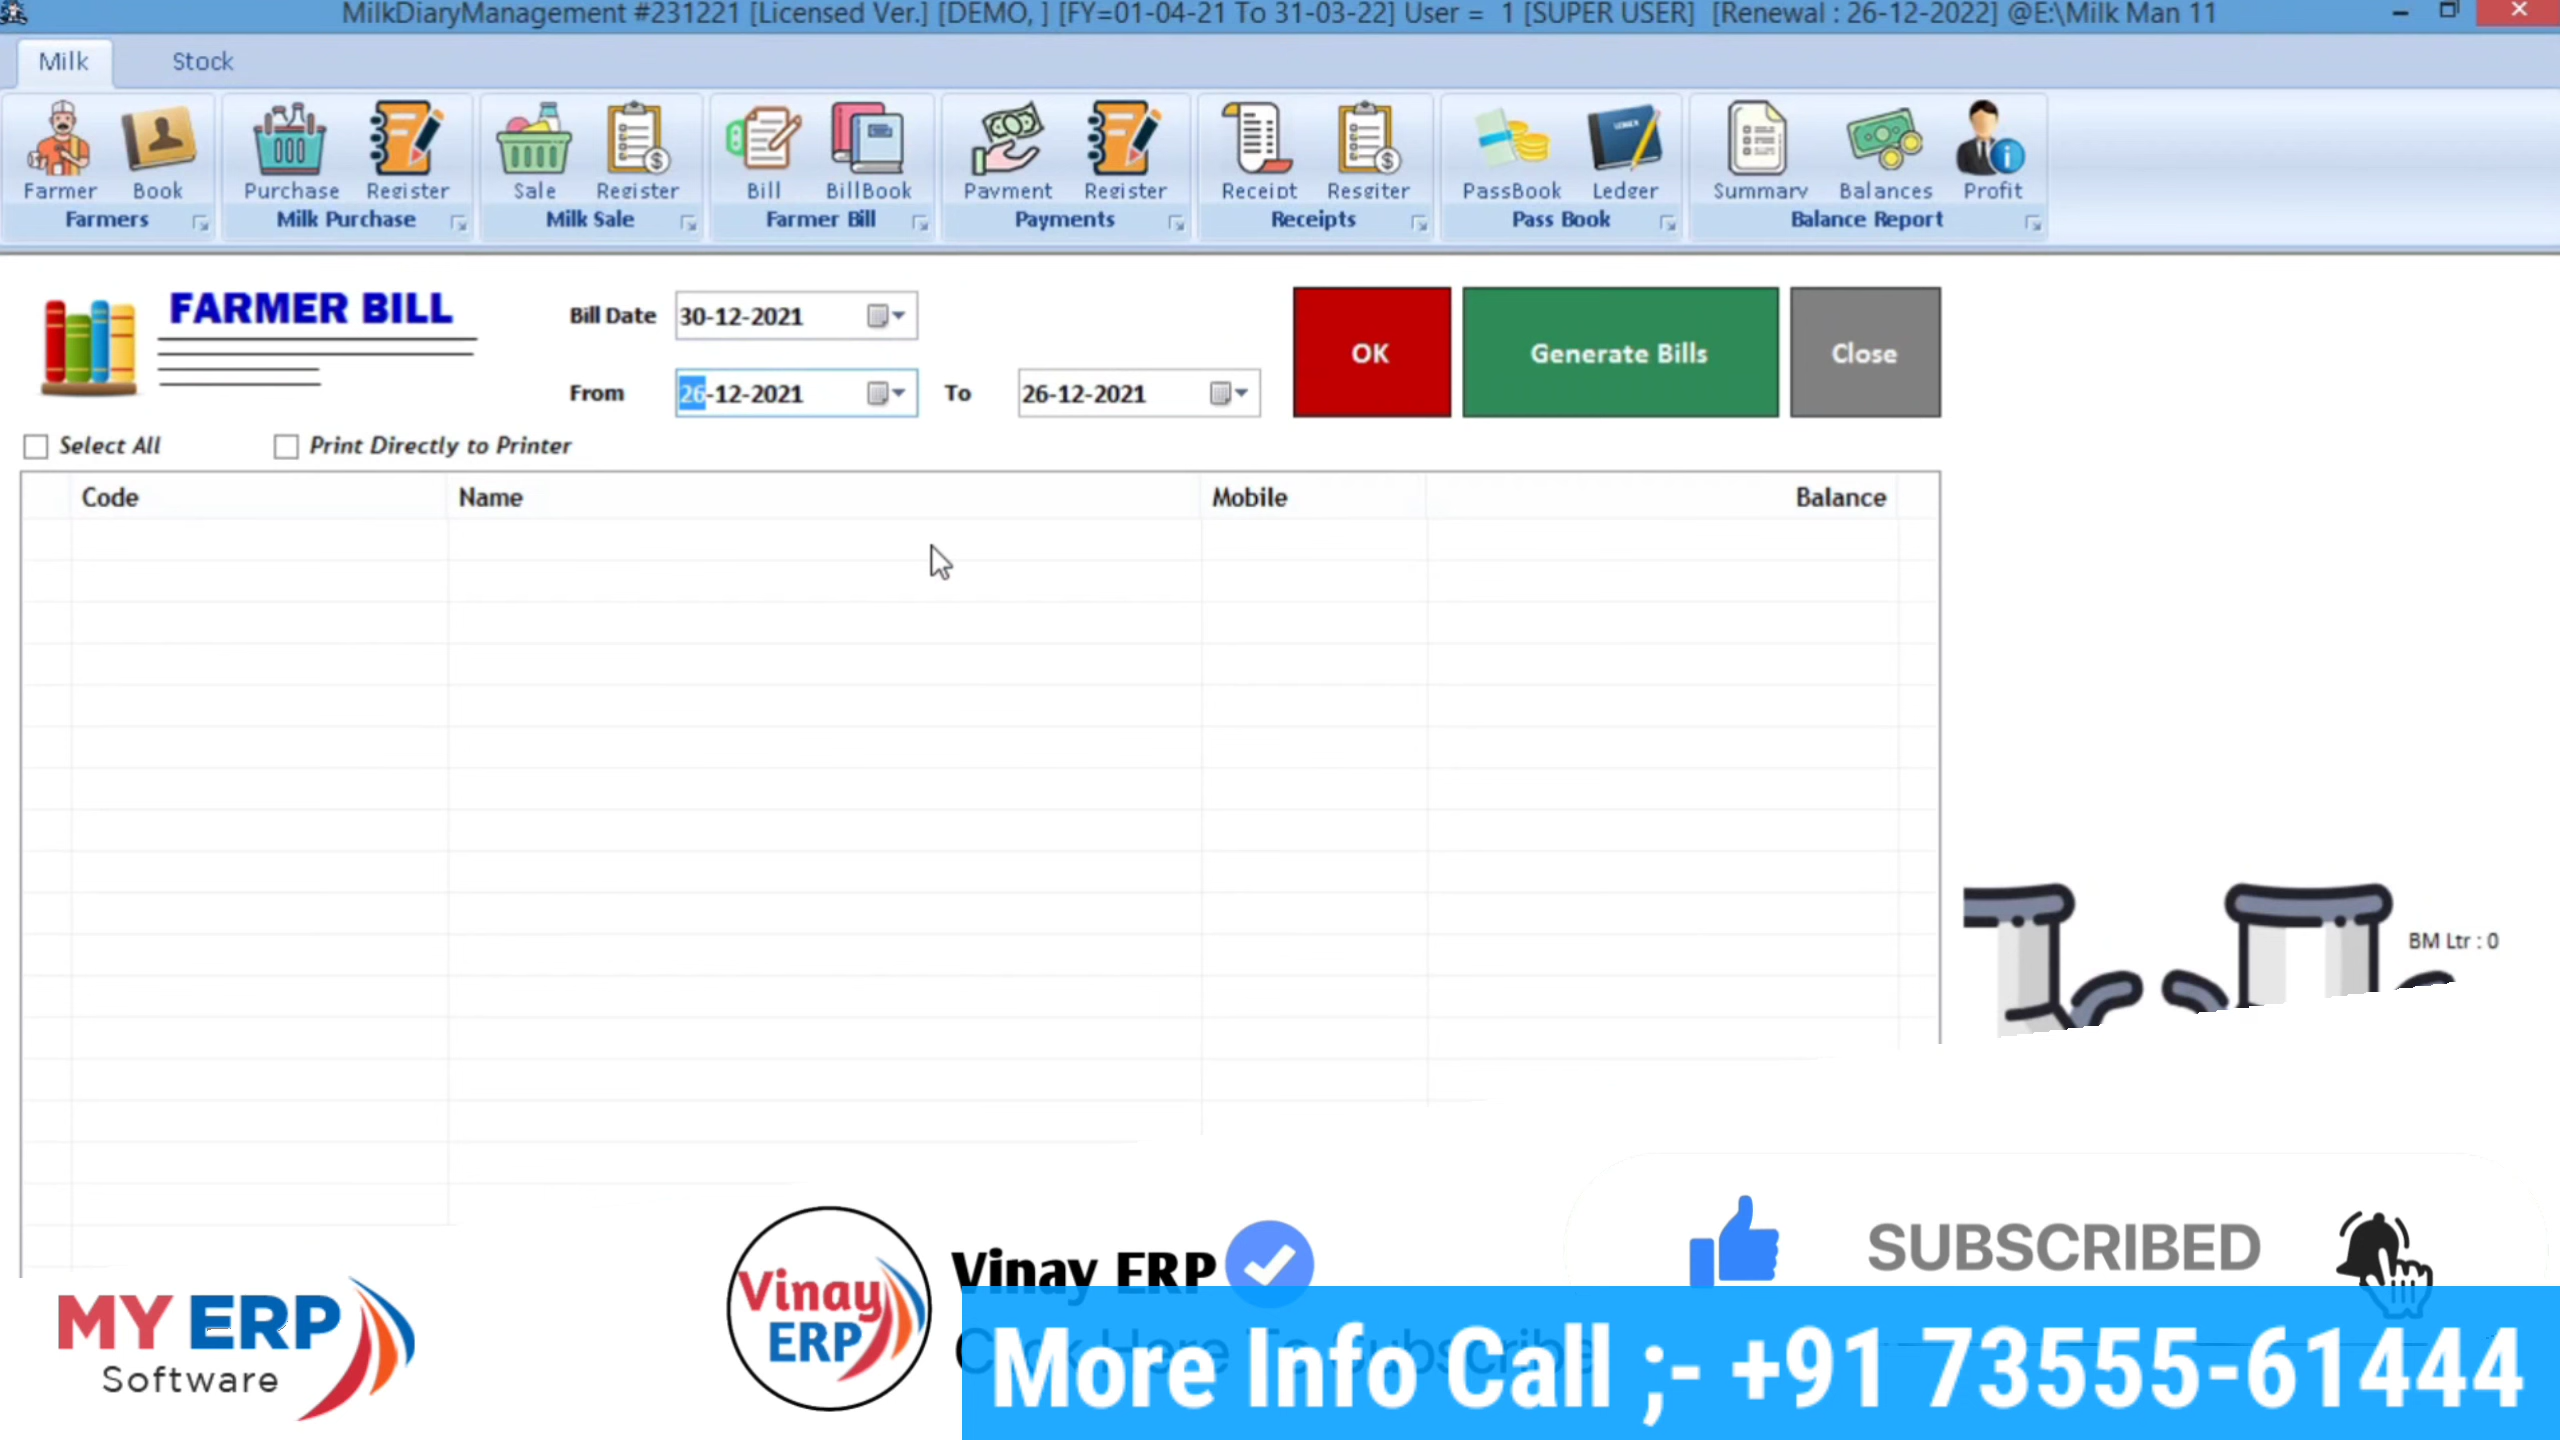 MilkDiaryManagement #231221 [Licensed Ver.] [DEMO, ] [FY=01-04-21 To 31-03-22] User = 1 [SUPER USER] [Renewal : 26-12-2022] @E:\Milk Man 11
Milk Stock
Farmer Book Purchase Register Sale Register Bill BillBook Payment Register Receipt Resgiter PassBook Ledger Summary Balances Profit
Farmers Milk Purchase Milk Sale Farmer Bill Payments Receipts Pass Book Balance Report
FARMER BILL
Bill Date 30-12-2021
From 26-12-2021 To 26-12-2021
OK Generate Bills Close
Select All Print Directly to Printer
Code Name Mobile Balance
BM Ltr : 0
MY ERP
Software
Vinay
ERP
Vinay ERP
Click Here To Subscribe
SUBSCRIBED
More Info Call ;- +91 73555-61444